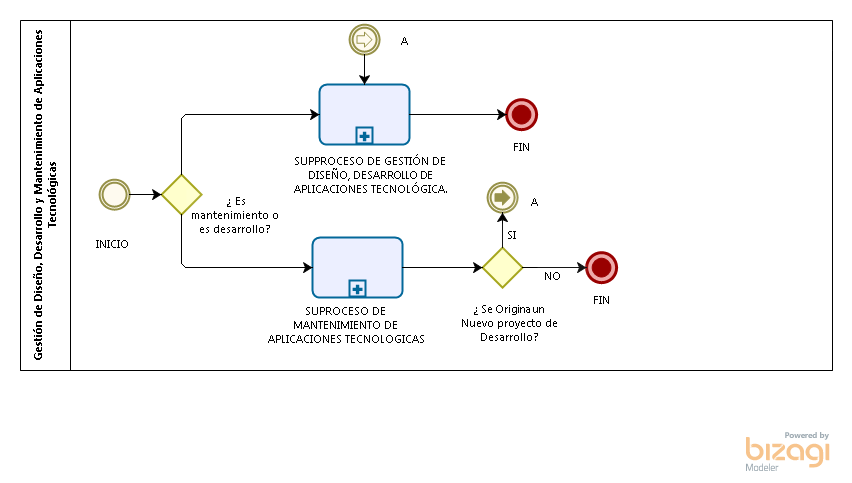 Gestión de Diseño, Desarrollo y Mantenimiento de Aplicaciones
Tecnológicas
A
SUPPROCESO DE GESTIÓN DE
DISEÑO, DESARROLLO DE
APLICACIONES TECNOLÓGICA.
FIN
INICIO
¿ Es
mantenimiento o
es desarrollo?
A
SI
NO
SUPROCESO DE
MANTENIMIENTO DE
APLICACIONES TECNOLOGICAS
¿ Se Origina un
Nuevo proyecto de
Desarrollo?
FIN
Powered by
bizagi
Modeler